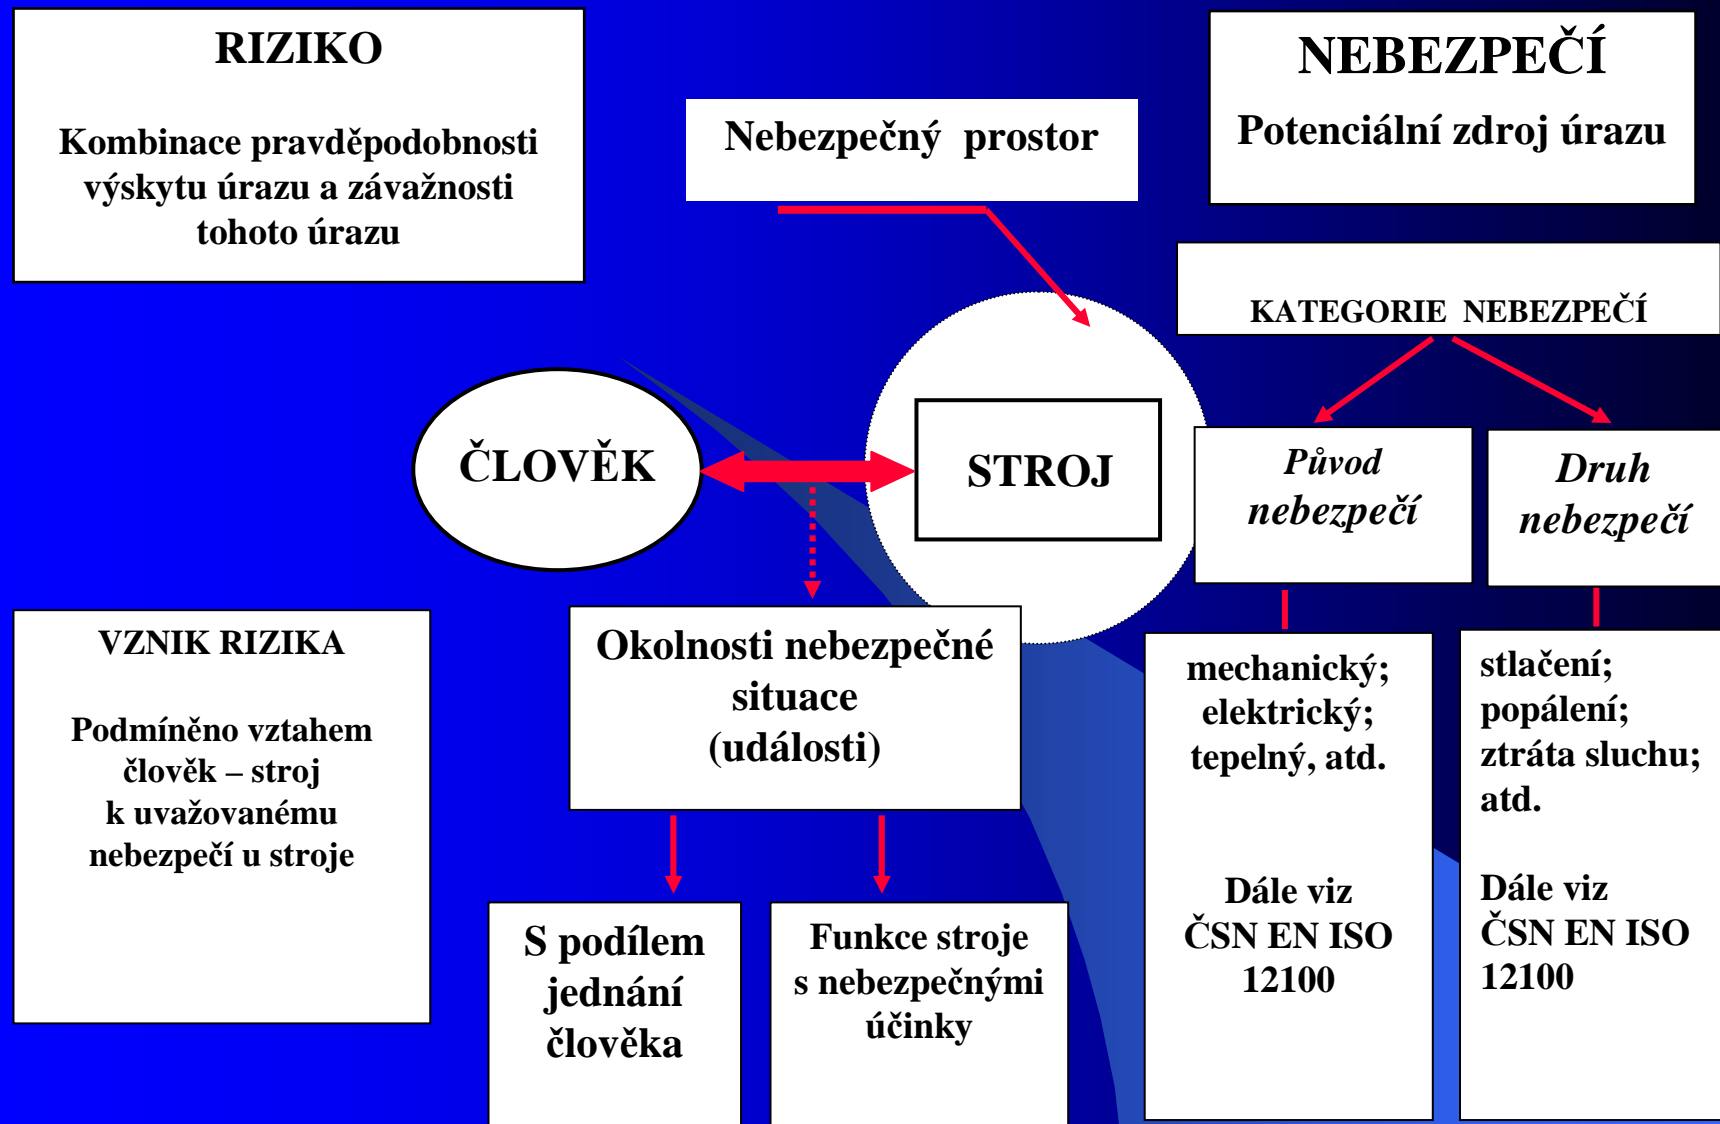 RIZIKO
Kombinace pravděpodobnosti
výskytu úrazu a závažnosti
tohoto úrazu
Nebezpečný prostor
NEBEZPEČÍ
Potenciální zdroj úrazu
KATEGORIE NEBEZPEČÍ
ČLOVĚK
STROJ
Původ
nebezpečí
Druh
nebezpečí
VZNIK RIZIKA
Podmíněno vztahem
člověk – stroj
k uvažovanému
nebezpečí u stroje
Okolnosti nebezpečné
situace
(události)
mechanický;
elektrický;
tepelný, atd.
Dále viz
ČSN EN ISO
12100
stlačení;
popálení;
ztráta sluchu;
atd.
Dále viz
ČSN EN ISO
12100
S podílem
jednání
člověka
Funkce stroje
s nebezpečnými
účinky